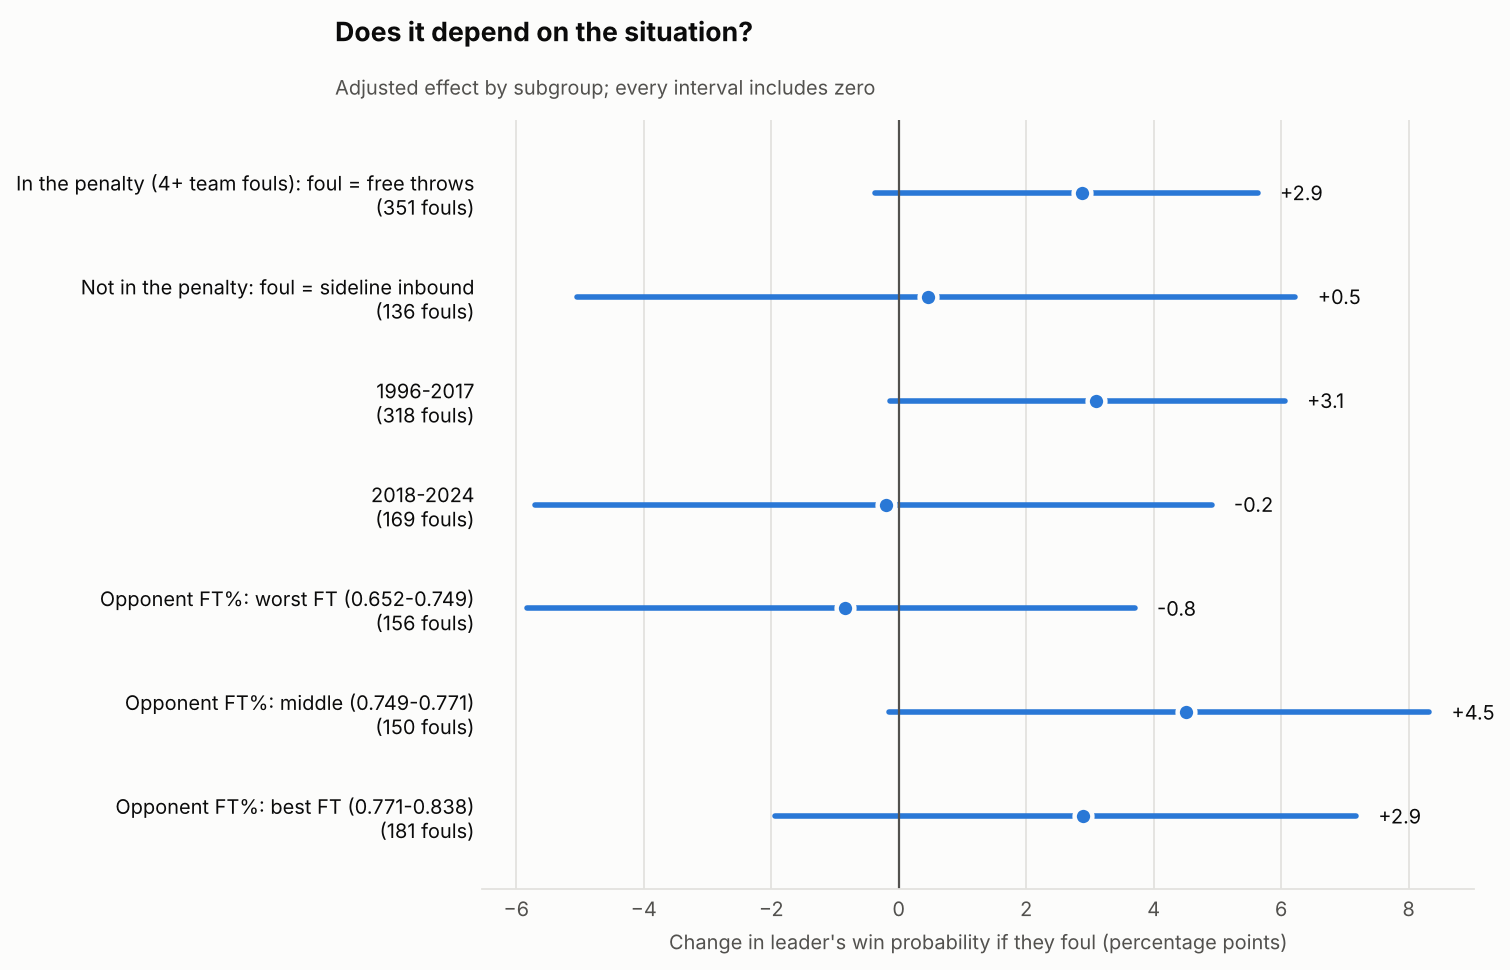 Does it depend on the situation?
Adjusted effect by subgroup; every interval includes zero
In the penalty (4+ team fouls): foul = free throws
(351 fouls)
+2.9
Not in the penalty: foul = sideline inbound
(136 fouls)
+0.5
1996-2017
(318 fouls)
+3.1
2018-2024
(169 fouls)
-0.2
Opponent FT%: worst FT (0.652-0.749)
(156 fouls)
-0.8
Opponent FT%: middle (0.749-0.771)
(150 fouls)
+4.5
Opponent FT%: best FT (0.771-0.838)
(181 fouls)
+2.9
−6 −4 −2 0 2 4 6 8
Change in leader's win probability if they foul (percentage points)